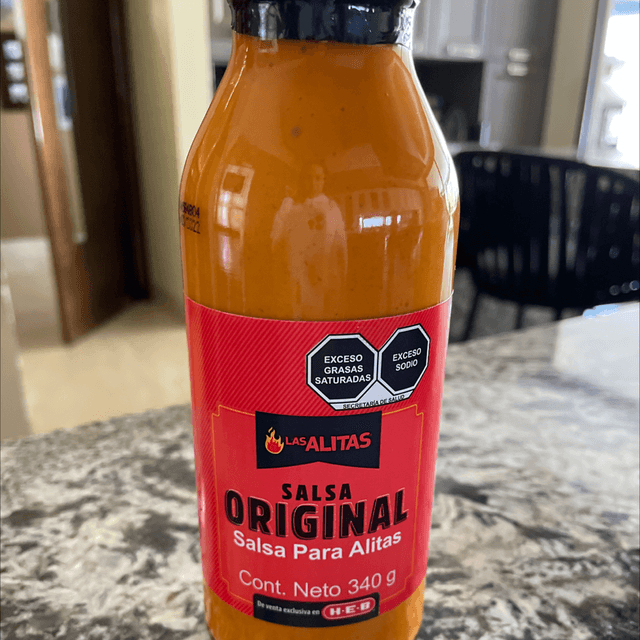 EXCESO
GRASAS
SATURADAS
EXCESO
SODIO
SECRETARÍA DE SALUD
LAS ALITAS
SALSA
ORIGINAL
Salsa Para Alitas
Cont. Neto 340 g
De venta exclusiva en H-E-B